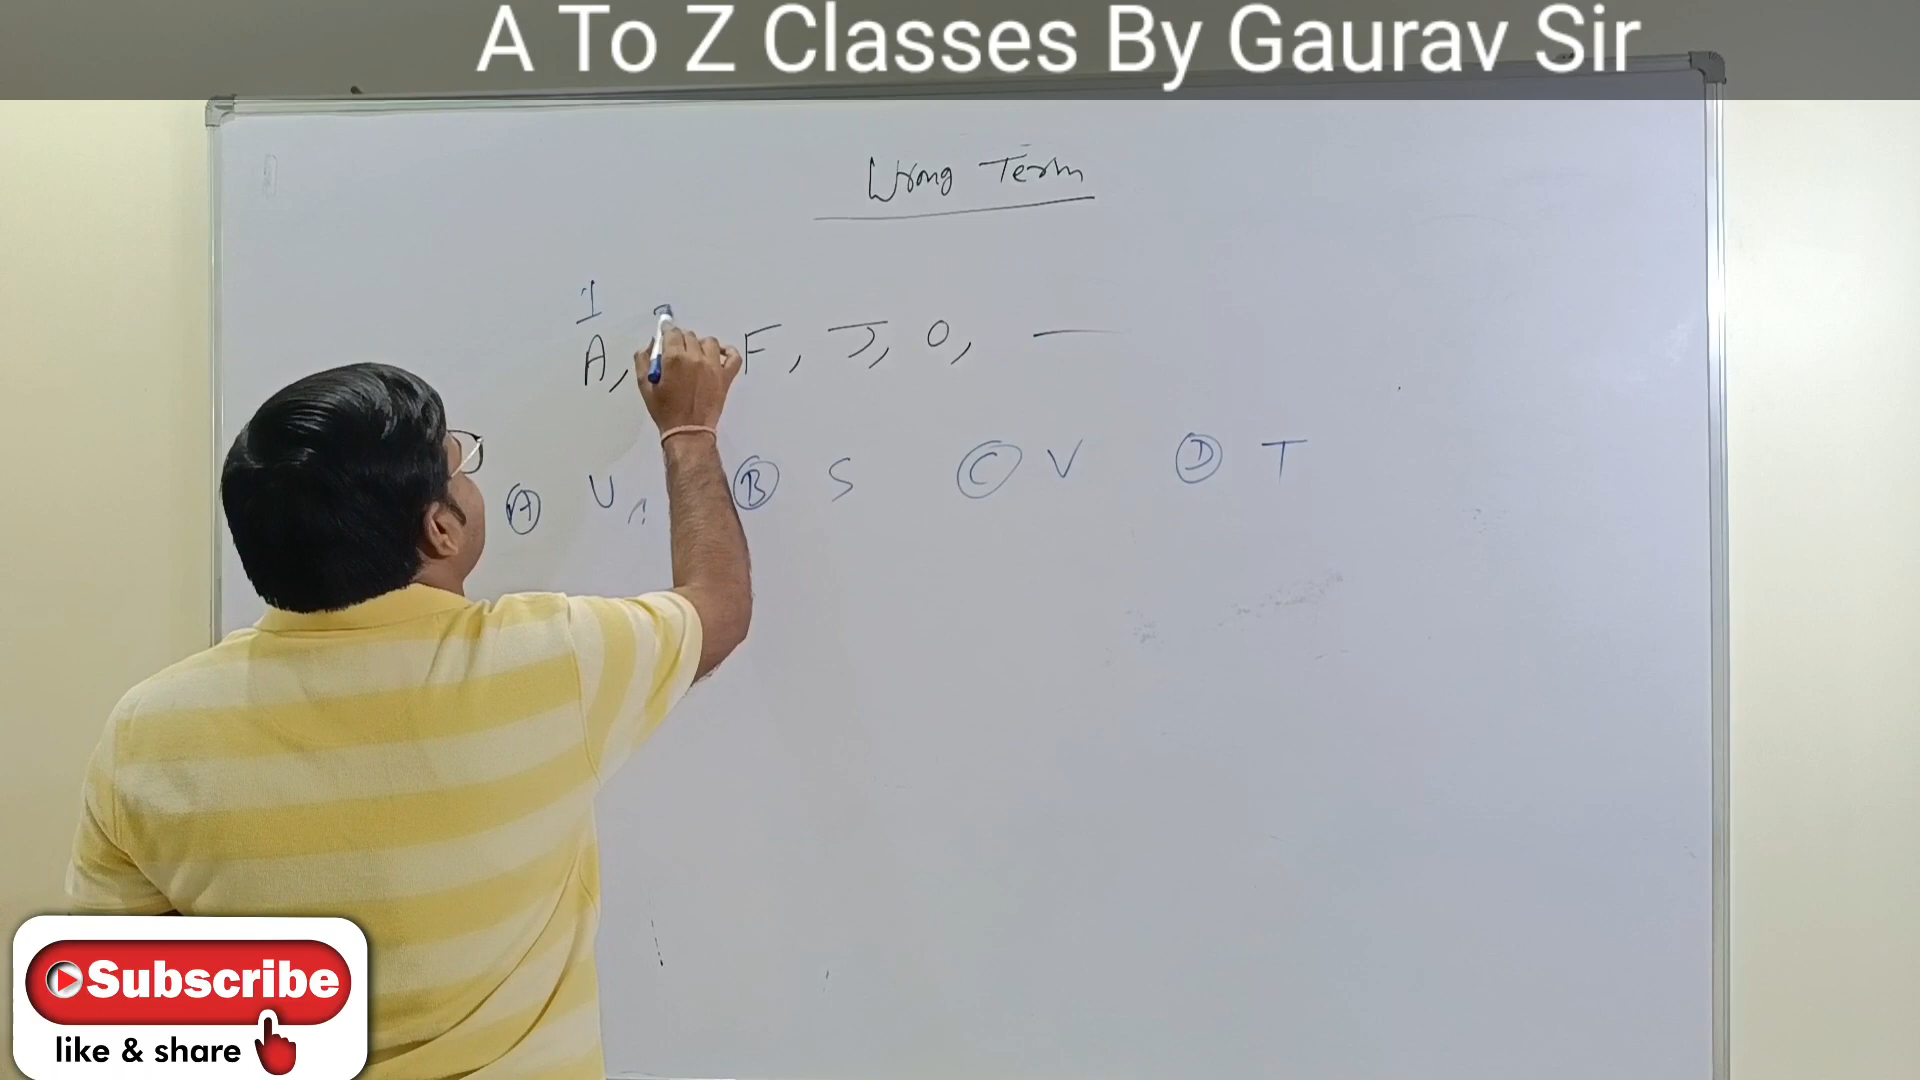 A To Z Classes By Gaurav Sir
Wrong Term
1
A, F, J, O,
Ⓐ U Ⓑ S Ⓒ V Ⓓ T
Subscribe
like & share